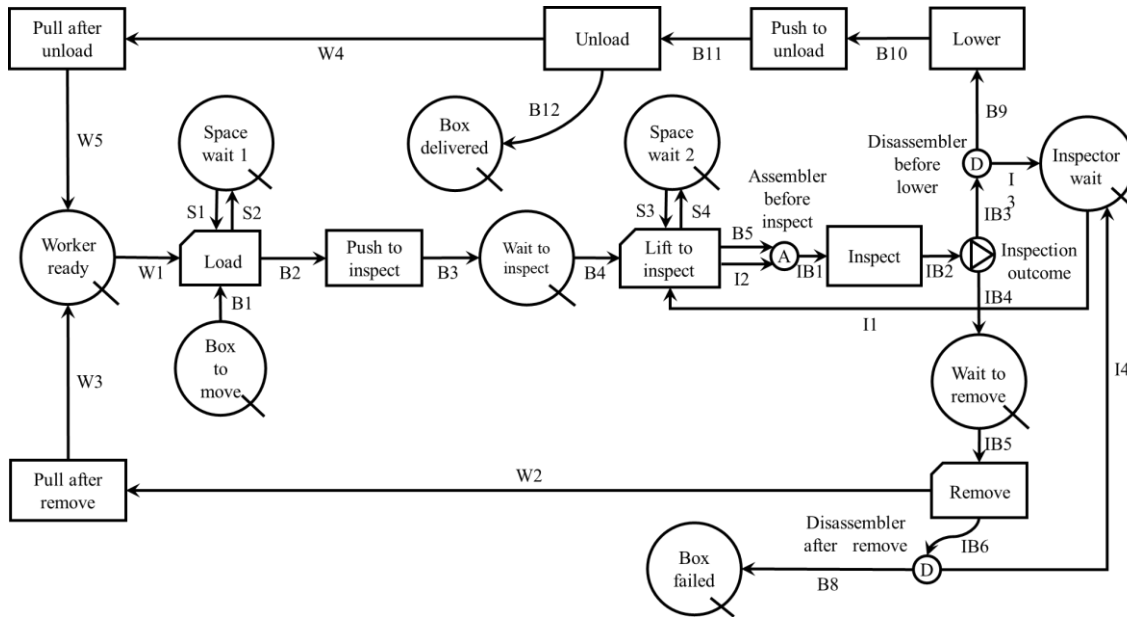 Pull after
unload
W4
Unload
B11
Push to
unload
B10
Lower
W5
Space
wait 1
B12
Box
delivered
Space
wait 2
B9
Disassembler
before
lower
D
I
3
Inspector
wait
Assembler
before
inspect
S1
S2
S3
S4
IB3
Worker
ready
W1
Load
B2
Push to
inspect
B3
Wait to
inspect
B4
Lift to
inspect
B5
I2
A
IB1
Inspect
IB2
Inspection
outcome
B1
IB4
I1
Box
to
move
W3
Wait to
remove
I4
IB5
Pull after
remove
W2
Remove
Disassembler
after remove
IB6
Box
failed
B8
D